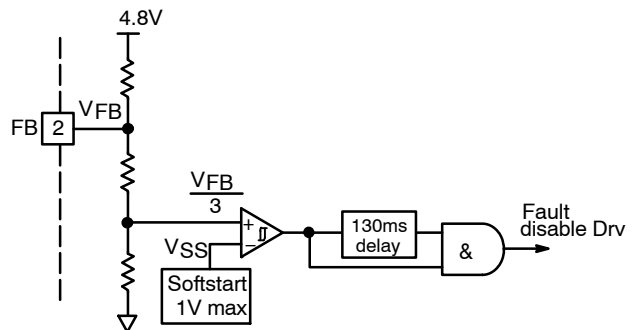 4.8V
VFB
FB 2
VFB
3
+
VSS
−
Softstart
1V max
130ms
delay
&
Fault
disable Drv